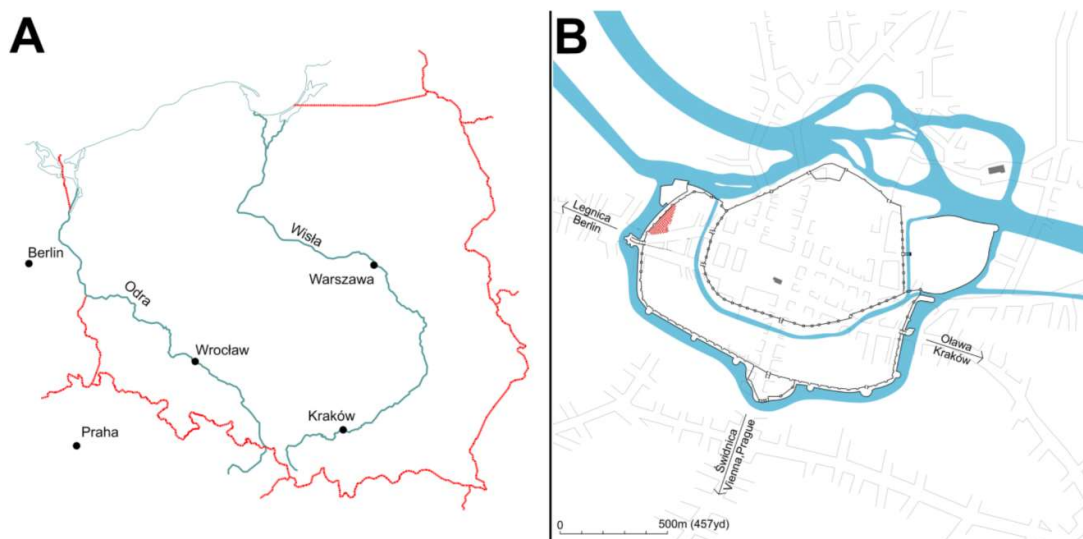 A
Wisła
Berlin
Warszawa
Odra
Wrocław
Kraków
Praha
B
Legnica
Berlin
Oława
Kraków
Świdnica
Vienna,Prague
0
500m (457yd)